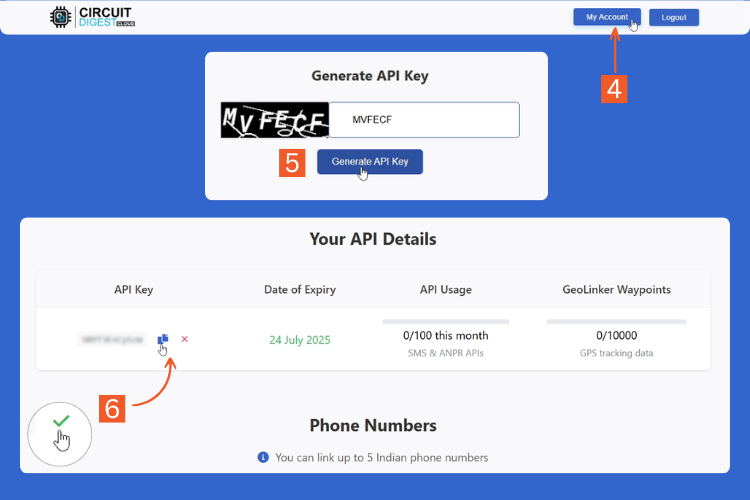 CIRCUIT
DIGEST CLOUD
My Account
Logout
4
Generate API Key
MVFECF
MVFECF
5
Generate API Key
Your API Details
API Key
Date of Expiry
API Usage
GeoLinker Waypoints
24 July 2025
0/100 this month
SMS & ANPR APIs
0/10000
GPS tracking data
6
Phone Numbers
You can link up to 5 Indian phone numbers